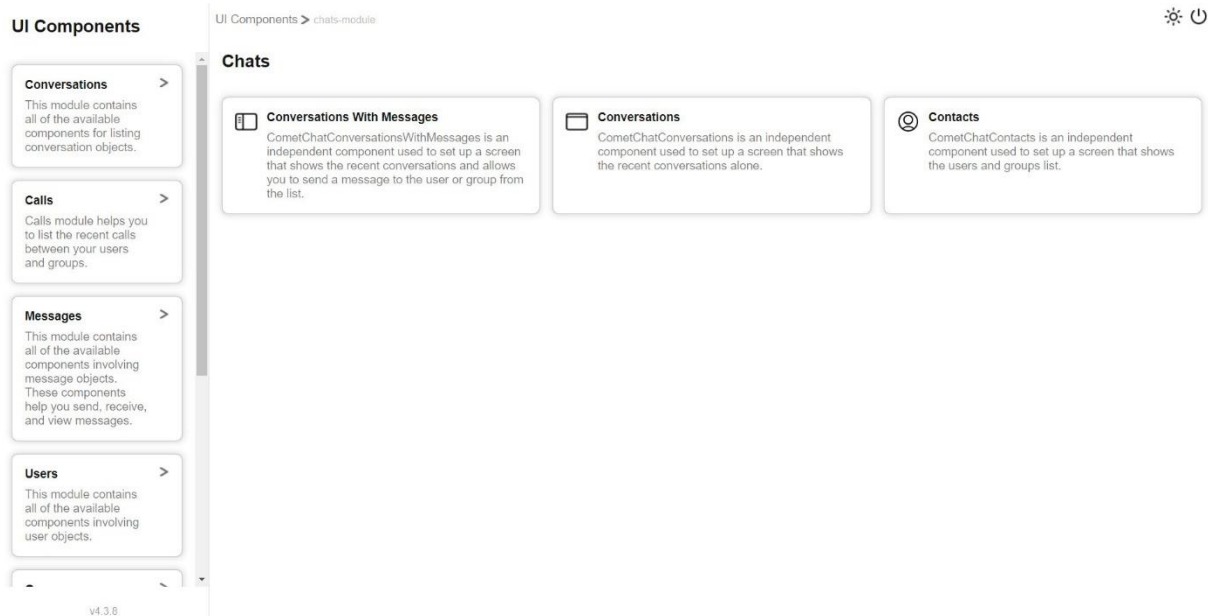 UI Components
Conversations >
This module contains
all of the available
components for listing
conversation objects.
Calls >
Calls module helps you
to list the recent calls
between your users
and groups.
Messages >
This module contains
all of the available
components involving
message objects.
These components
help you send, receive,
and view messages.
Users >
This module contains
all of the available
components involving
user objects.
v4.3.8
UI Components > chats-module
Chats
Conversations With Messages
CometChatConversationsWithMessages is an
independent component used to set up a screen
that shows the recent conversations and allows
you to send a message to the user or group from
the list.
Conversations
CometChatConversations is an independent
component used to set up a screen that shows
the recent conversations alone.
Contacts
CometChatContacts is an independent
component used to set up a screen that shows
the users and groups list.